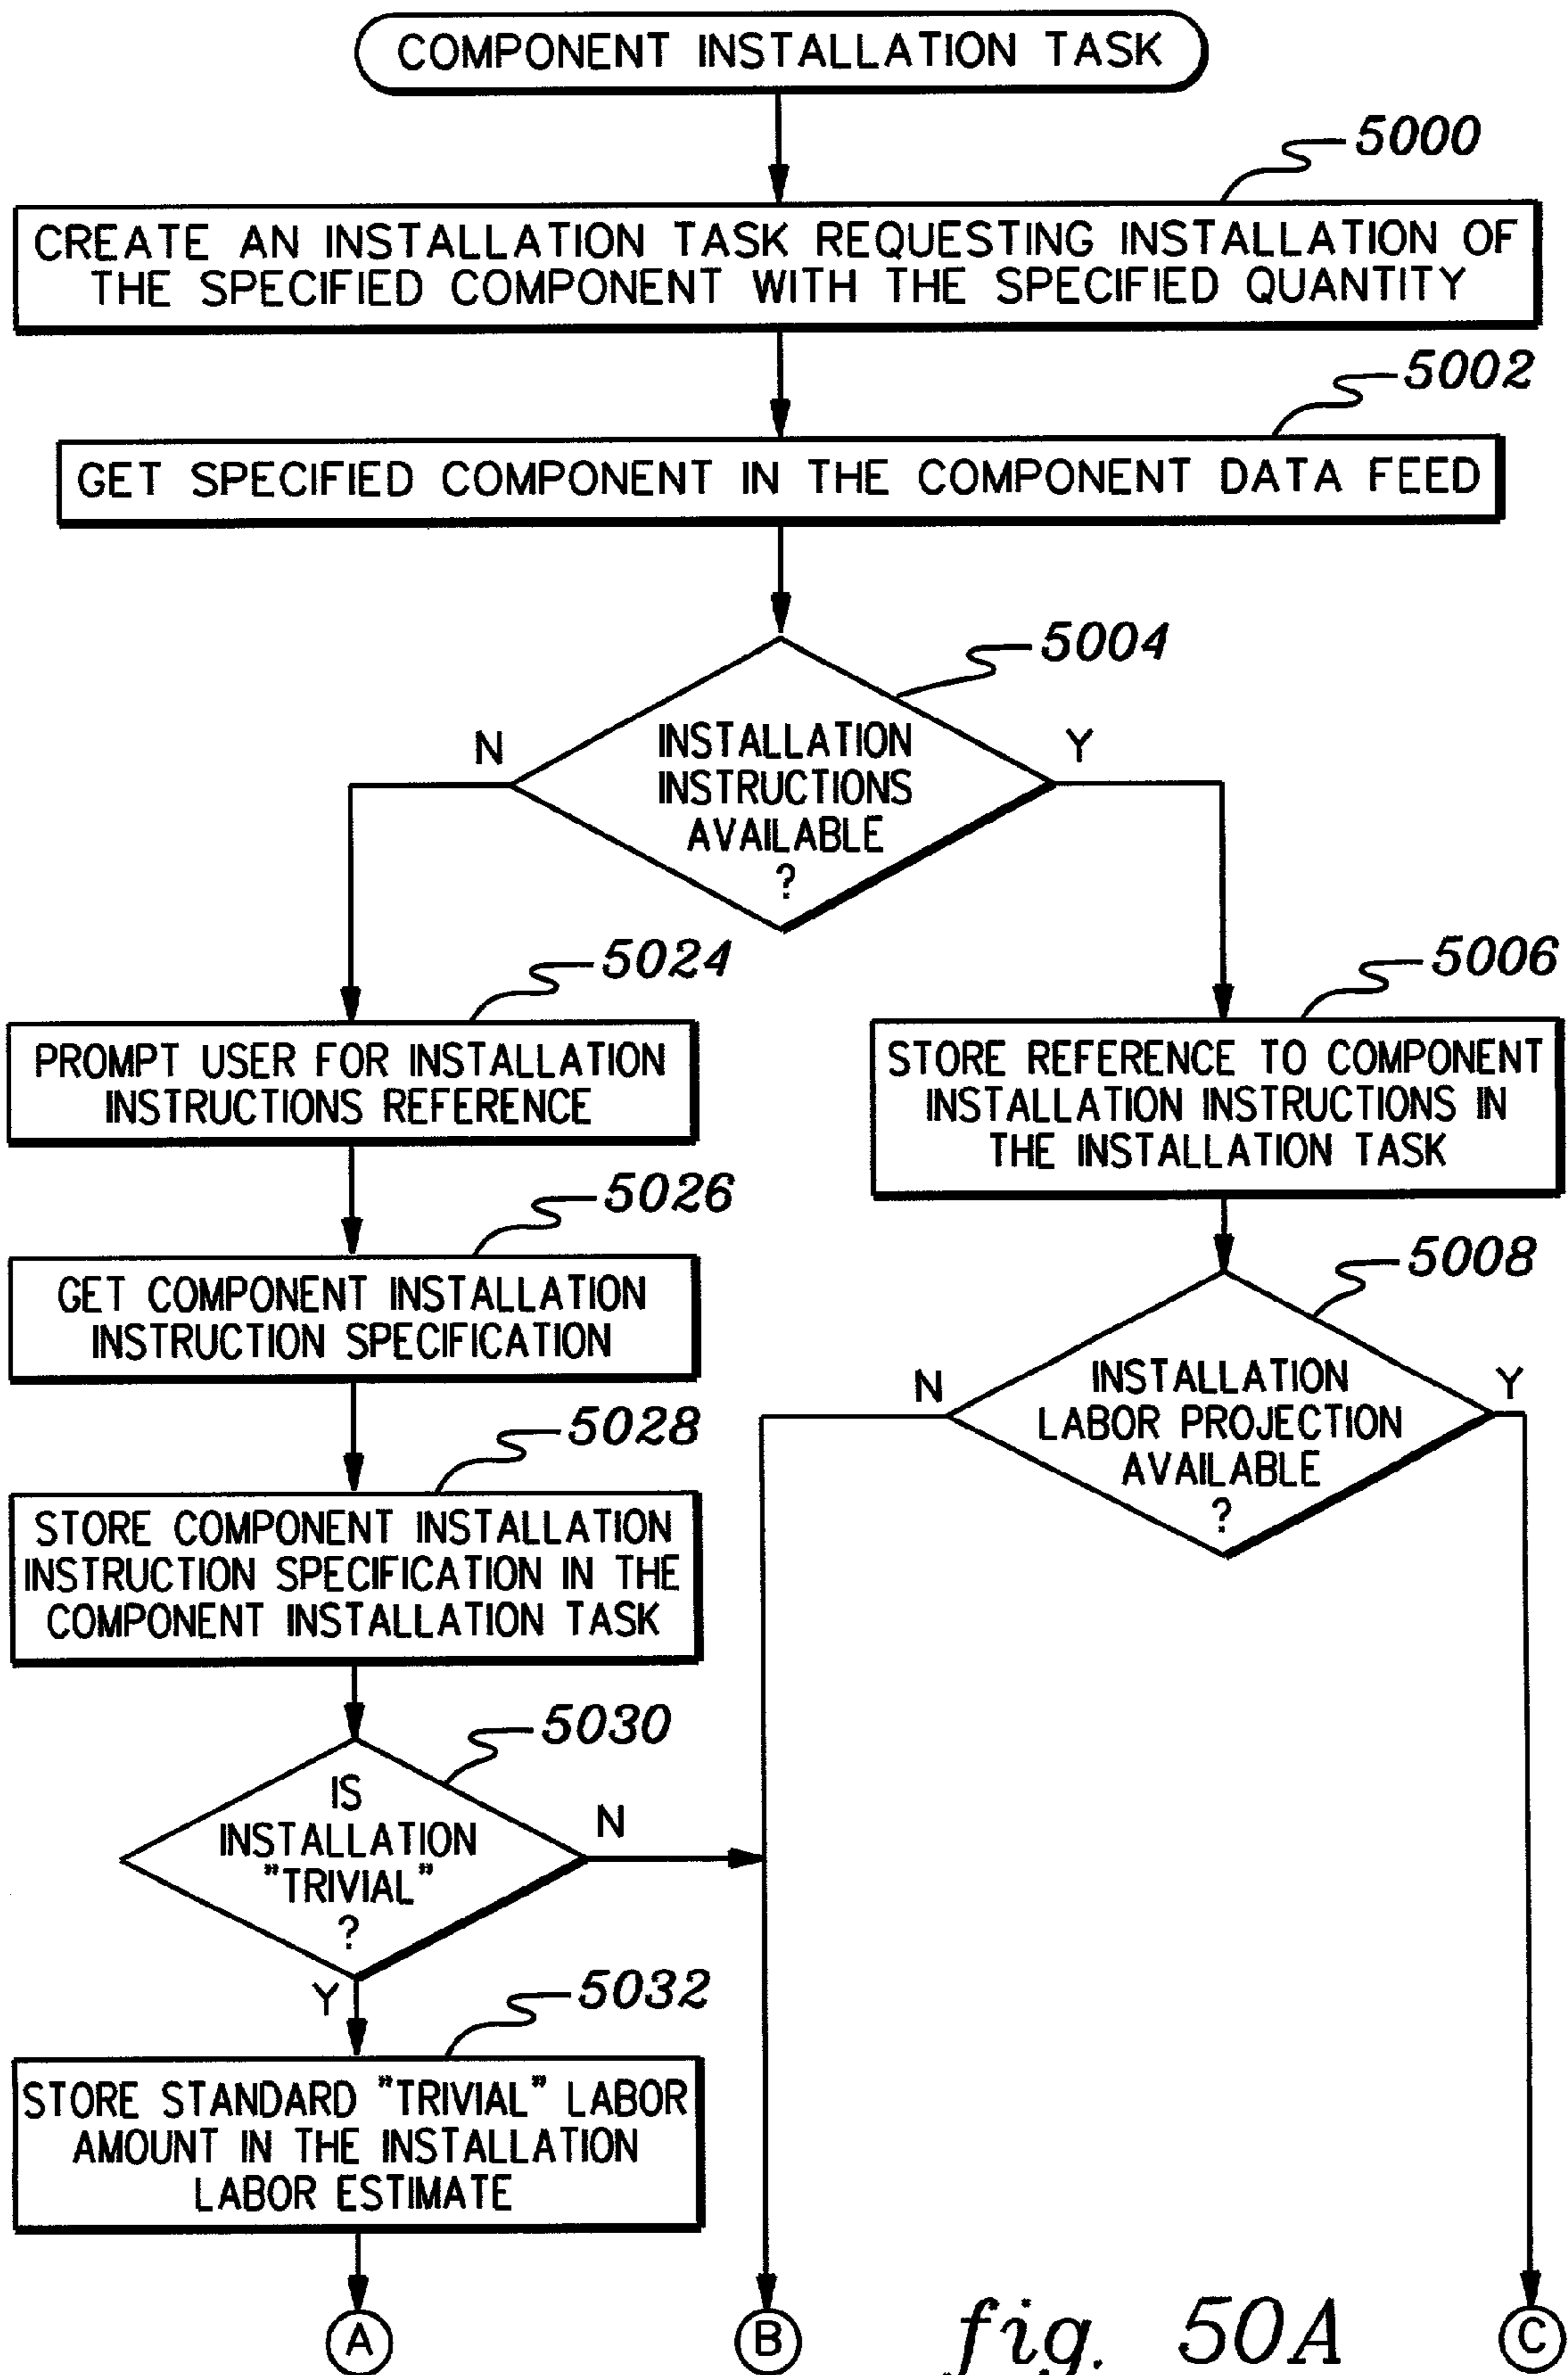 COMPONENT INSTALLATION TASK
5000
CREATE AN INSTALLATION TASK REQUESTING INSTALLATION OF
THE SPECIFIED COMPONENT WITH THE SPECIFIED QUANTITY
5002
GET SPECIFIED COMPONENT IN THE COMPONENT DATA FEED
5004
INSTALLATION
INSTRUCTIONS
AVAILABLE
?
N
Y
5024
PROMPT USER FOR INSTALLATION
INSTRUCTIONS REFERENCE
5006
STORE REFERENCE TO COMPONENT
INSTALLATION INSTRUCTIONS IN
THE INSTALLATION TASK
5026
GET COMPONENT INSTALLATION
INSTRUCTION SPECIFICATION
5008
INSTALLATION
LABOR PROJECTION
AVAILABLE
?
N
Y
5028
STORE COMPONENT INSTALLATION
INSTRUCTION SPECIFICATION IN THE
COMPONENT INSTALLATION TASK
5030
IS
INSTALLATION
"TRIVIAL"
?
N
Y
5032
STORE STANDARD "TRIVIAL" LABOR
AMOUNT IN THE INSTALLATION
LABOR ESTIMATE
A
B
C
fig. 50A